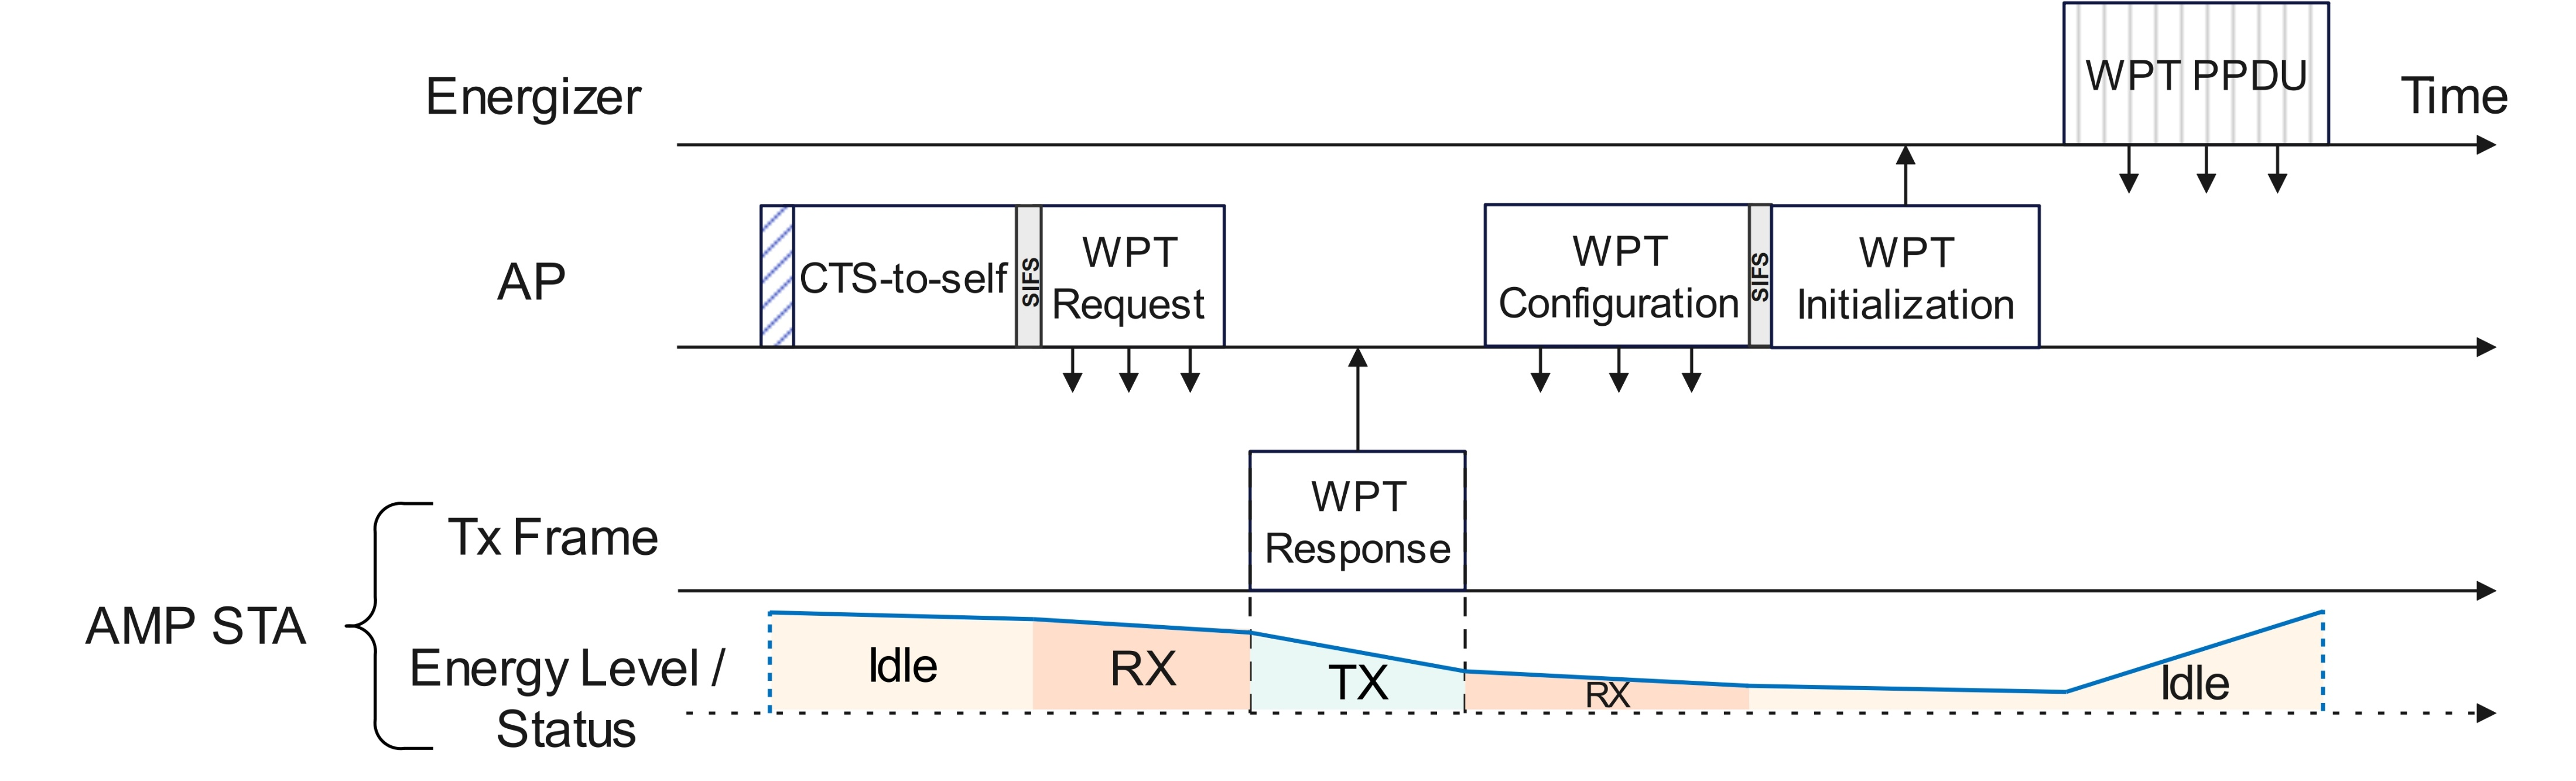 Energizer
WPT PPDU
Time
AP
CTS-to-self
SIFS
WPT
Request
WPT
Configuration
SIFS
WPT
Initialization
AMP STA
Tx Frame
WPT
Response
Energy Level /
Status
Idle
RX
TX
RX
Idle